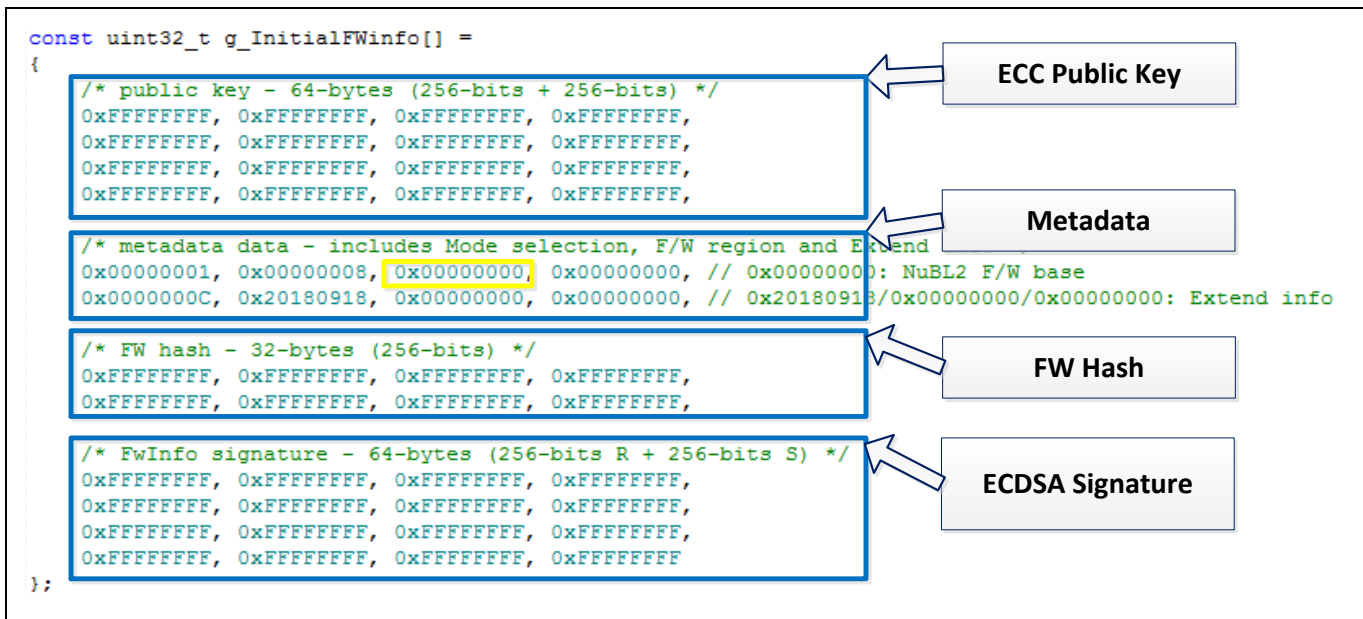 const uint32_t g_InitialFWinfo[] =
{
/* public key - 64-bytes (256-bits + 256-bits) */
0xFFFFFFFF, 0xFFFFFFFF, 0xFFFFFFFF, 0xFFFFFFFF,
0xFFFFFFFF, 0xFFFFFFFF, 0xFFFFFFFF, 0xFFFFFFFF,
0xFFFFFFFF, 0xFFFFFFFF, 0xFFFFFFFF, 0xFFFFFFFF,
0xFFFFFFFF, 0xFFFFFFFF, 0xFFFFFFFF, 0xFFFFFFFF,
ECC Public Key
/* metadata data - includes Mode selection, F/W region and Extend
0x00000001, 0x00000008, 0x00000000, 0x00000000, // 0x00000000: NuBL2 F/W base
0x0000000C, 0x20180918, 0x00000000, 0x00000000, // 0x20180918/0x00000000/0x00000000: Extend info
Metadata
/* FW hash - 32-bytes (256-bits) */
0xFFFFFFFF, 0xFFFFFFFF, 0xFFFFFFFF, 0xFFFFFFFF,
0xFFFFFFFF, 0xFFFFFFFF, 0xFFFFFFFF, 0xFFFFFFFF,
FW Hash
/* FwInfo signature - 64-bytes (256-bits R + 256-bits S) */
0xFFFFFFFF, 0xFFFFFFFF, 0xFFFFFFFF, 0xFFFFFFFF,
0xFFFFFFFF, 0xFFFFFFFF, 0xFFFFFFFF, 0xFFFFFFFF,
0xFFFFFFFF, 0xFFFFFFFF, 0xFFFFFFFF, 0xFFFFFFFF,
0xFFFFFFFF, 0xFFFFFFFF, 0xFFFFFFFF, 0xFFFFFFFF
ECDSA Signature
};